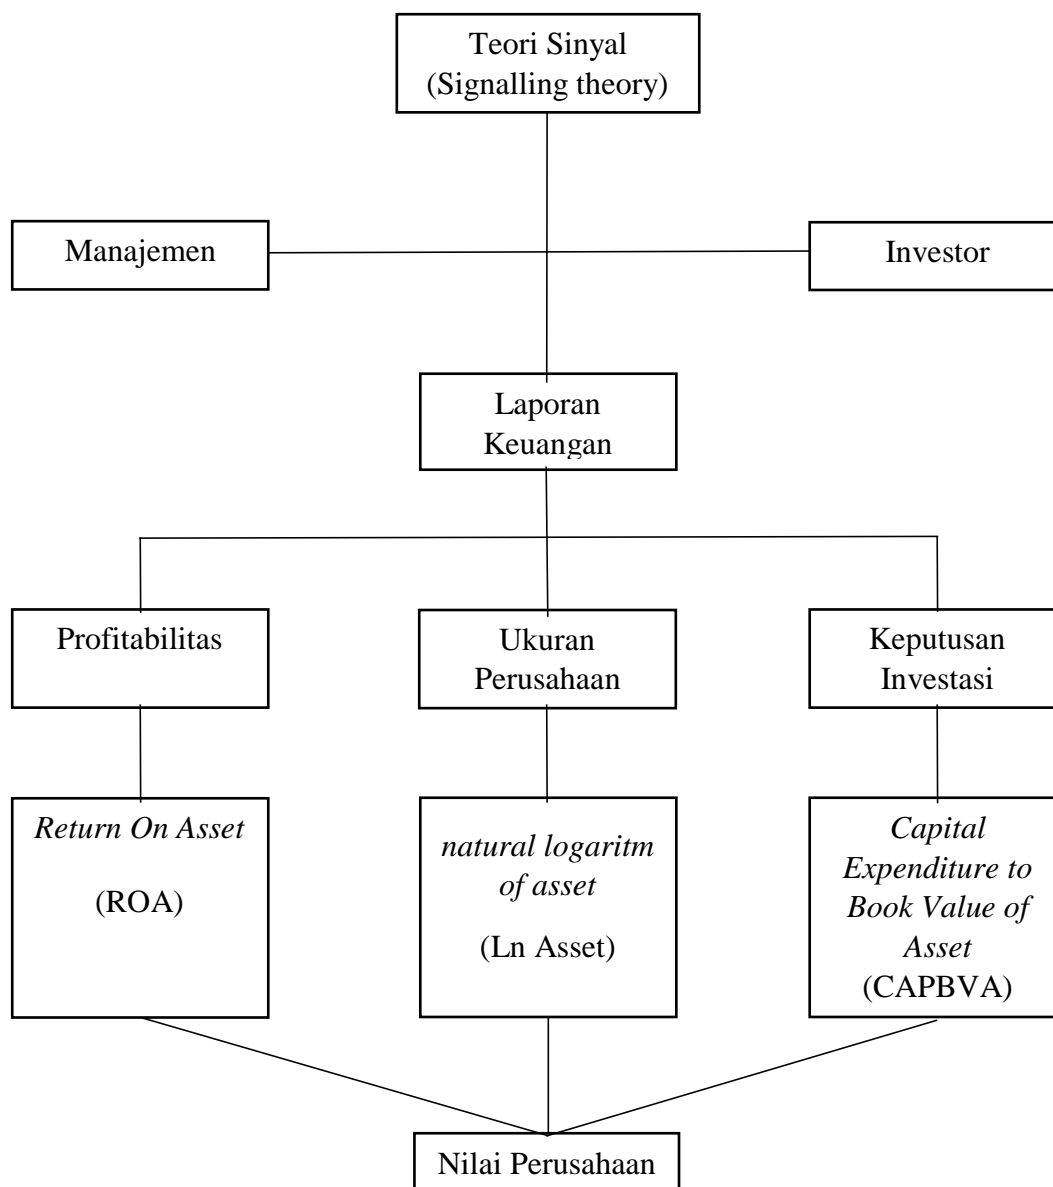 Teori Sinyal
(Signalling theory)
Manajemen
Investor
Laporan
Keuangan
Profitabilitas
Ukuran
Perusahaan
Keputusan
Investasi
Return On Asset
(ROA)
natural logaritm
of asset
(Ln Asset)
Capital
Expenditure to
Book Value of
Asset
(CAPBVA)
Nilai Perusahaan